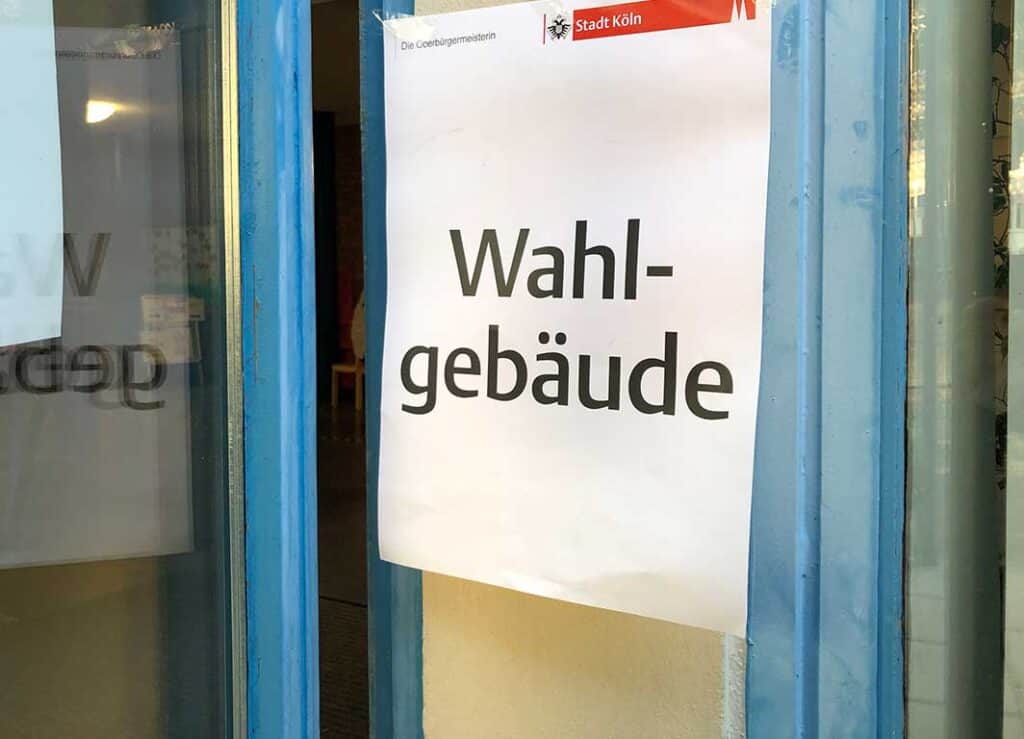 Die Oberbürgermeisterin
Stadt Köln
Wahl-
gebäude